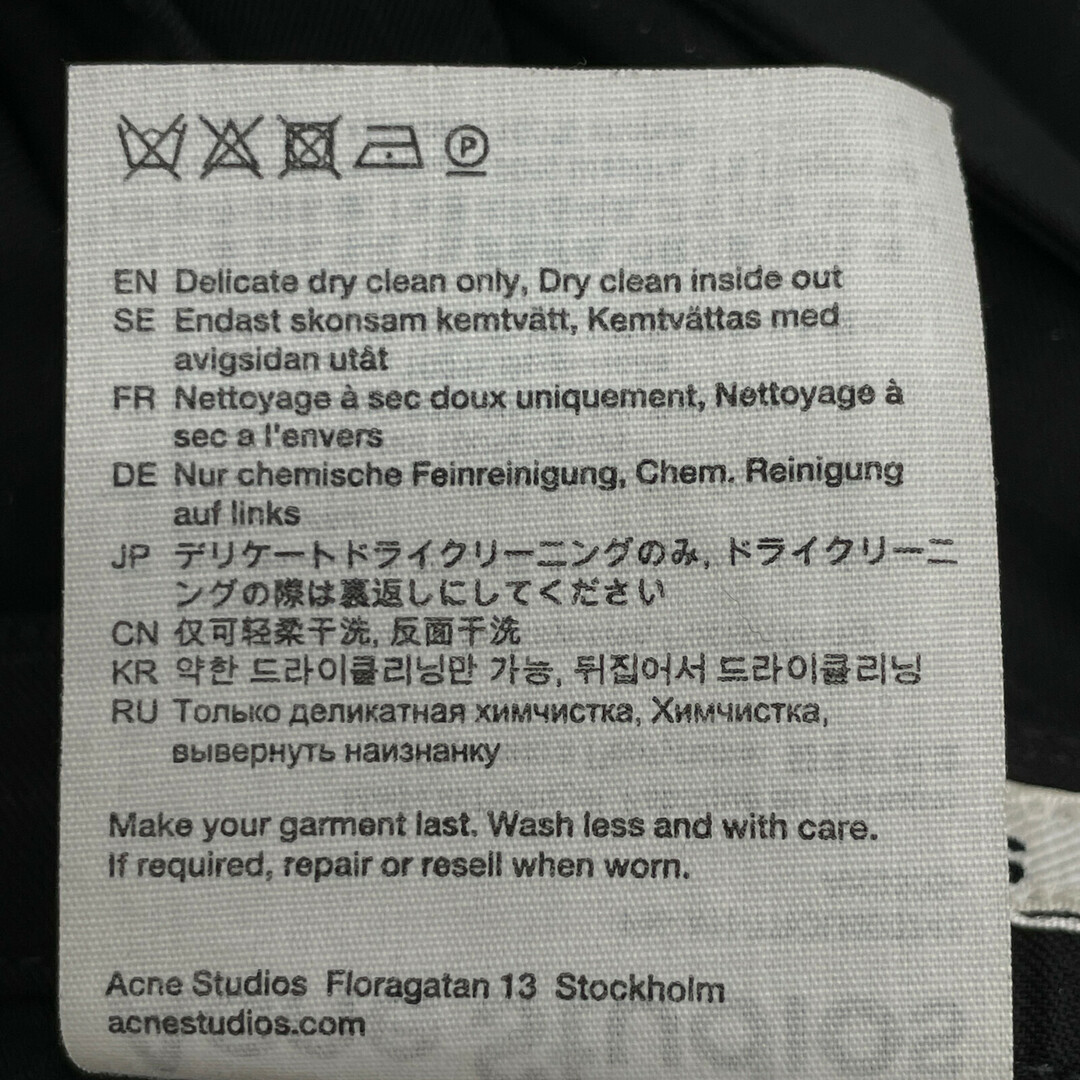 P
EN Delicate dry clean only, Dry clean inside out
SE Endast skonsam kemtvätt, Kemtvättas med
avigsidan utåt
FR Nettoyage à sec doux uniquement, Nettoyage à
sec a l'envers
DE Nur chemische Feinreinigung, Chem. Reinigung
auf links
JP デリケートドライクリーニングのみ, ドライクリーニ
ングの際は裏返しにしてください
CN 仅可轻柔干洗, 反面干洗
KR 약한 드라이클리닝만 가능, 뒤집어서 드라이클리닝
RU Только деликатная химчистка, Химчистка,
вывернуть наизнанку
Make your garment last. Wash less and with care.
If required, repair or resell when worn.
Acne Studios Floragatan 13 Stockholm
acnestudios.com